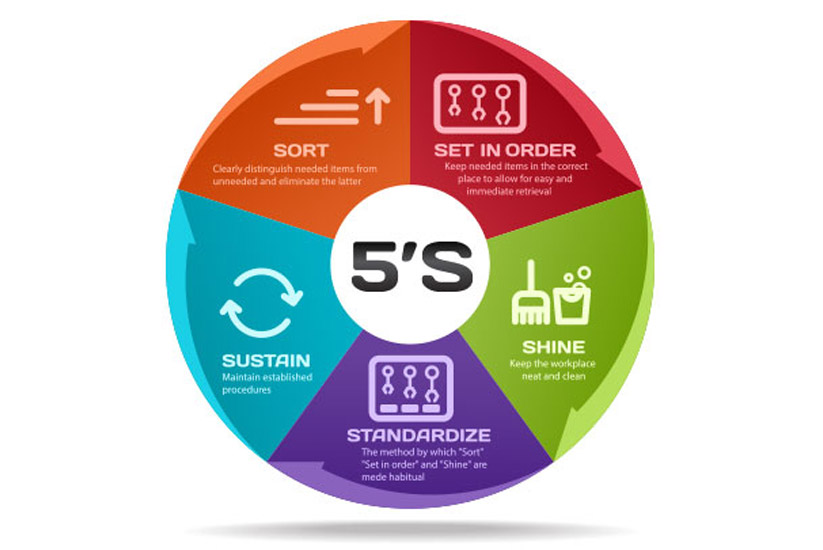 SORT
Clearly distinguish needed items from
unneeded and eliminate the latter
SET IN ORDER
Keep needed items in the correct
place to allow for easy and
immediate retrieval
5'S
SHINE
Keep the workplace
neat and clean
SUSTAIN
Maintain established
procedures
STANDARDIZE
The method by which "Sort"
"Set in order" and "Shine" are
mede habitual